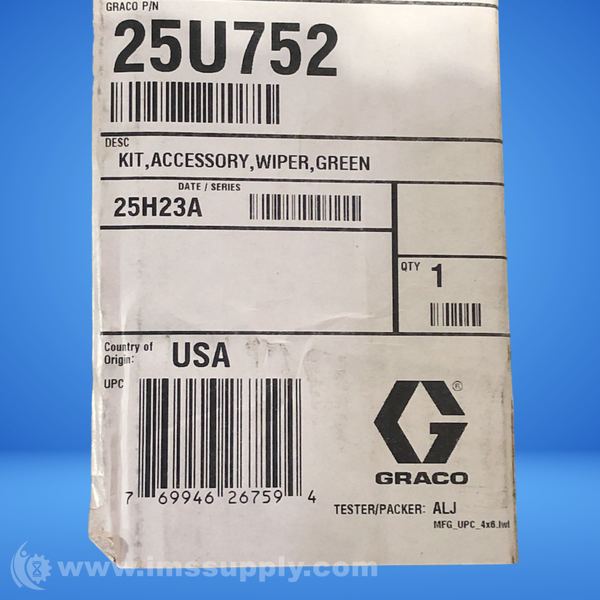 GRACO P/N
25U752
DESC
KIT,ACCESSORY,WIPER,GREEN
DATE / SERIES
25H23A
QTY 1
Country of Origin: USA
UPC
7 69946 26759 4
®
GRACO
TESTER/PACKER: ALJ
MFG_UPC_4x6.lwl
www.imssupply.com